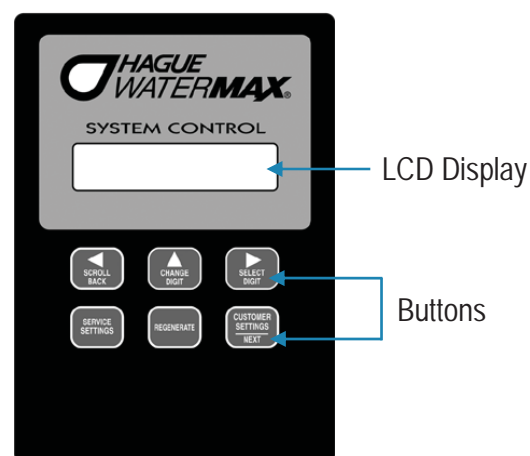 HAGUE
WATERMAX®
SYSTEM CONTROL
LCD Display
SCROLL
BACK
CHANGE
DIGIT
SELECT
DIGIT
Buttons
SERVICE
SETTINGS
REGENERATE
CUSTOMER
SETTINGS
NEXT